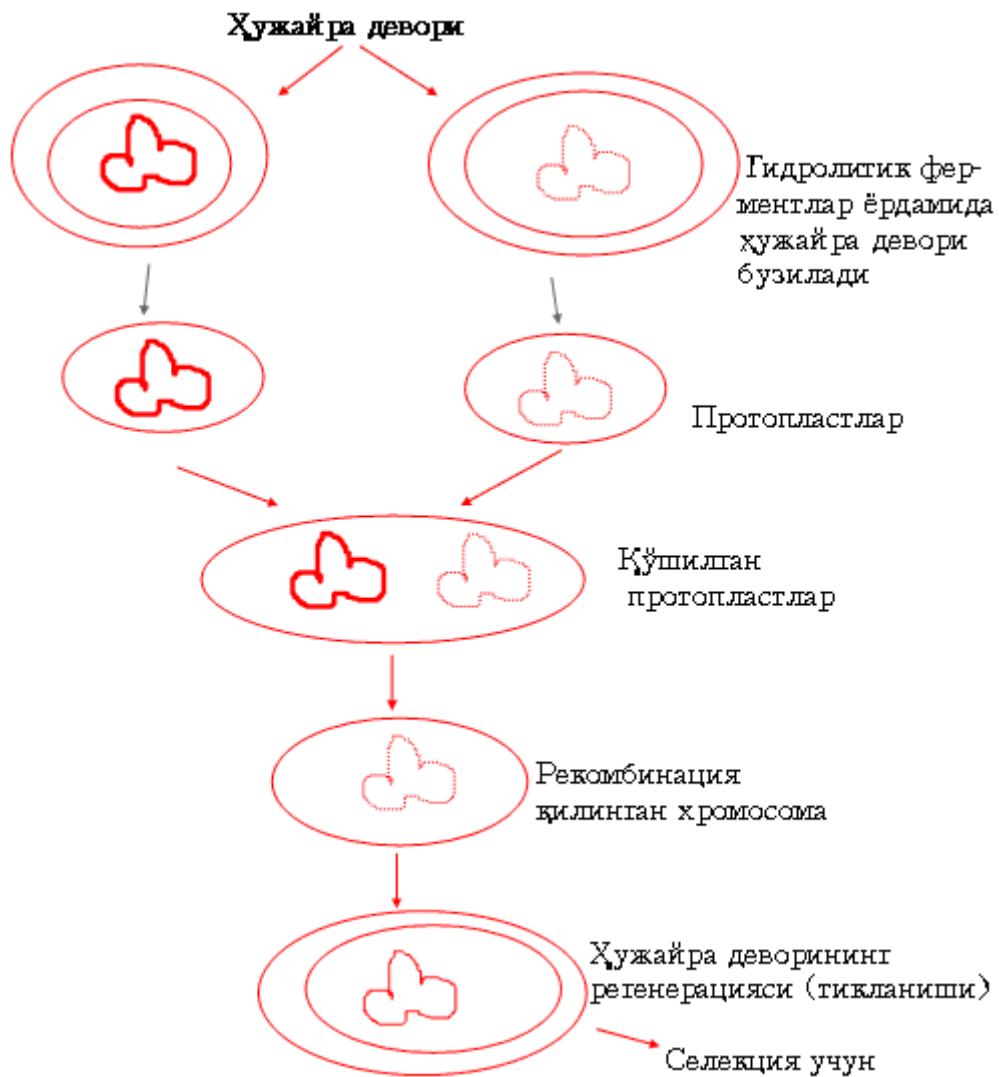 Ҳужайра девори
Гидролитик фер-
ментлар ёрдамида
ҳужайра девори
бузилади
Протопластлар
Қўшилган
протопластлар
Рекомбинация
қилинган хромосома
Ҳужайра деворининг
регенерацияси (тикланиши)
Селекция учун